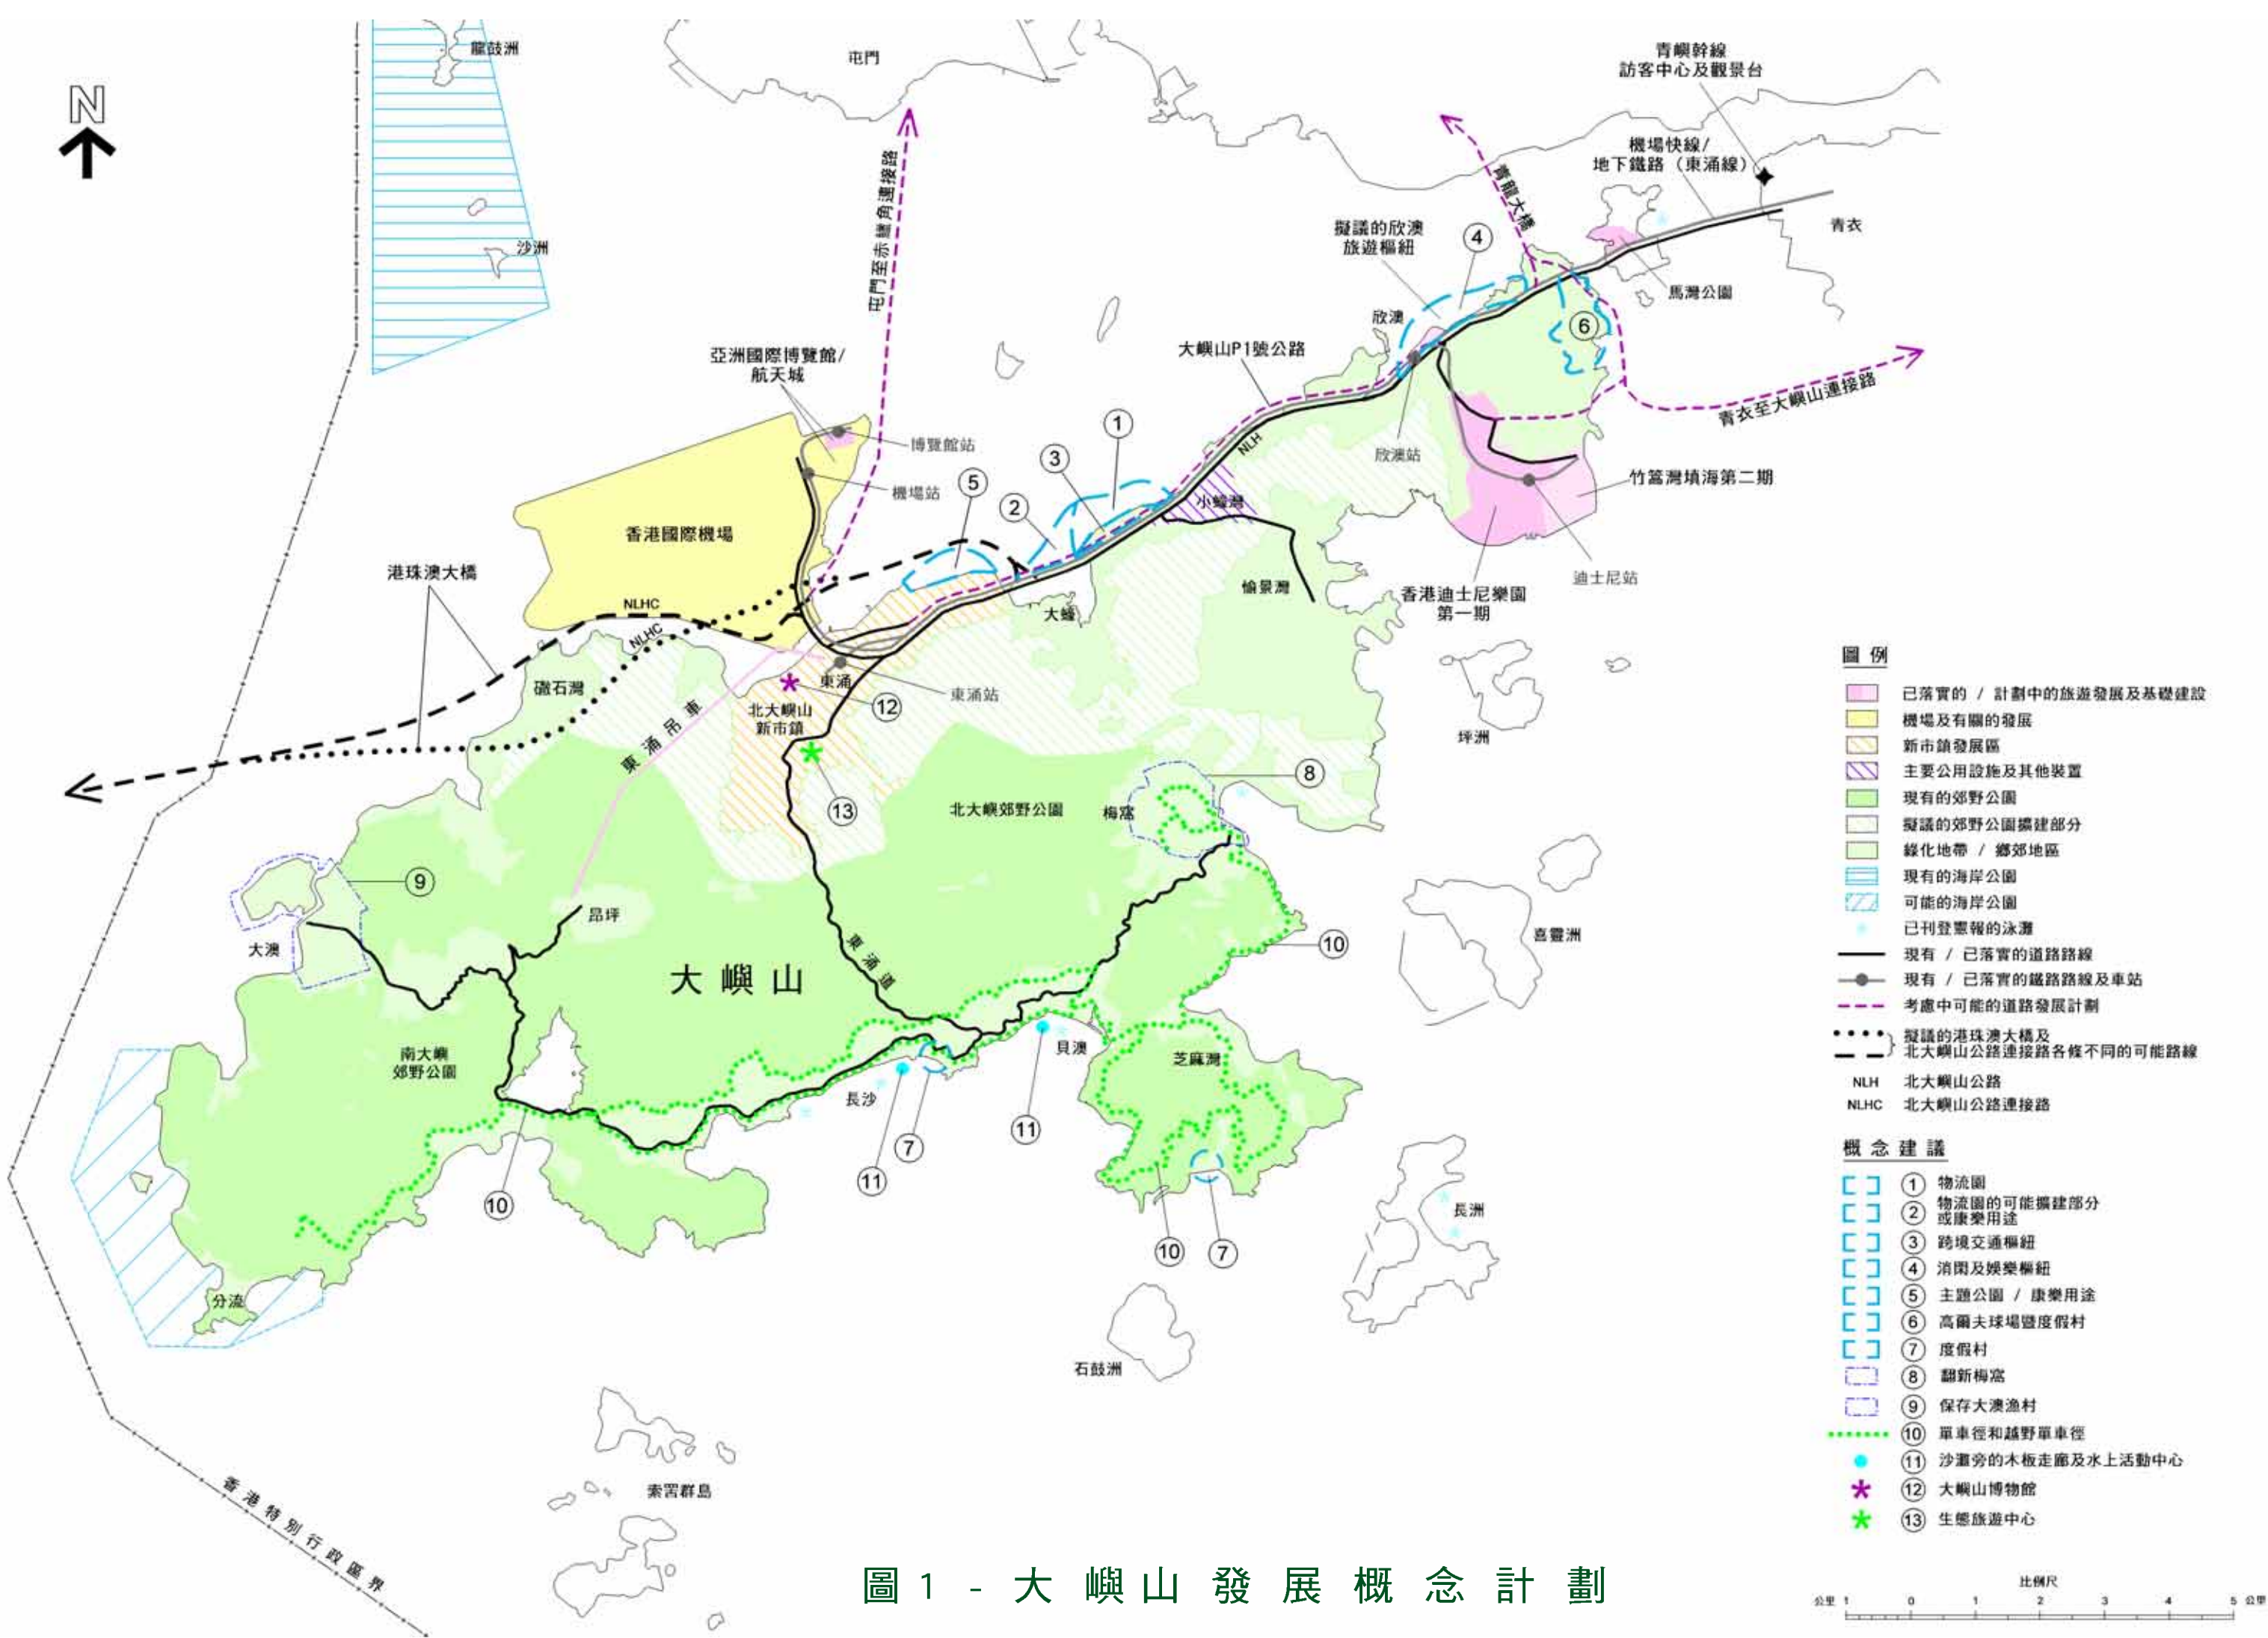 龍鼓洲
屯門
青嶼幹線
訪客中心及觀景台
N
機場快線/
地下鐵路（東涌線）
屯門至赤鱲角連接路
青龍大橋
擬議的欣澳
旅遊樞紐
④
青衣
沙洲
馬灣公園
欣澳
⑥
大嶼山P1號公路
亞洲國際博覽館/
航天城
青衣至大嶼山連接路
①
博覽館站
NLH
③
欣澳站
⑤
機場站
竹篙灣填海第二期
②
小蠔灣
香港國際機場
港珠澳大橋
迪士尼站
愉景灣
香港迪士尼樂園
第一期
NLHC
大蠔
NLHC
東涌
東涌站
磡石灣
⑫
北大嶼山
新市鎮
東涌吊車
坪洲
⑧
⑬
北大嶼郊野公園
梅窩
⑨
昂坪
大澳
喜靈洲
⑩
東涌道
大嶼山
貝澳
芝麻灣
南大嶼
郊野公園
長沙
⑪
⑦
⑪
⑩
長洲
⑩
⑦
分流
石鼓洲
索罟群島
香港特別行政區界
圖例
已落實的 / 計劃中的旅遊發展及基礎建設
機場及有關的發展
新市鎮發展區
主要公用設施及其他裝置
現有的郊野公園
擬議的郊野公園擴建部分
綠化地帶 / 鄉郊地區
現有的海岸公園
可能的海岸公園
已刊登憲報的泳灘
現有 / 已落實的道路路線
現有 / 已落實的鐵路路線及車站
考慮中可能的道路發展計劃
擬議的港珠澳大橋及
北大嶼山公路連接路各條不同的可能路線
NLH 北大嶼山公路
NLHC 北大嶼山公路連接路
概念建議
① 物流園
② 物流園的可能擴建部分
或康樂用途
③ 跨境交通樞紐
④ 消閑及娛樂樞紐
⑤ 主題公園 / 康樂用途
⑥ 高爾夫球場暨度假村
⑦ 度假村
⑧ 翻新梅窩
⑨ 保存大澳漁村
⑩ 單車徑和越野單車徑
⑪ 沙灘旁的木板走廊及水上活動中心
⑫ 大嶼山博物館
⑬ 生態旅遊中心
圖1 - 大嶼山發展概念計劃
比例尺
公里 1 0 1 2 3 4 5 公里